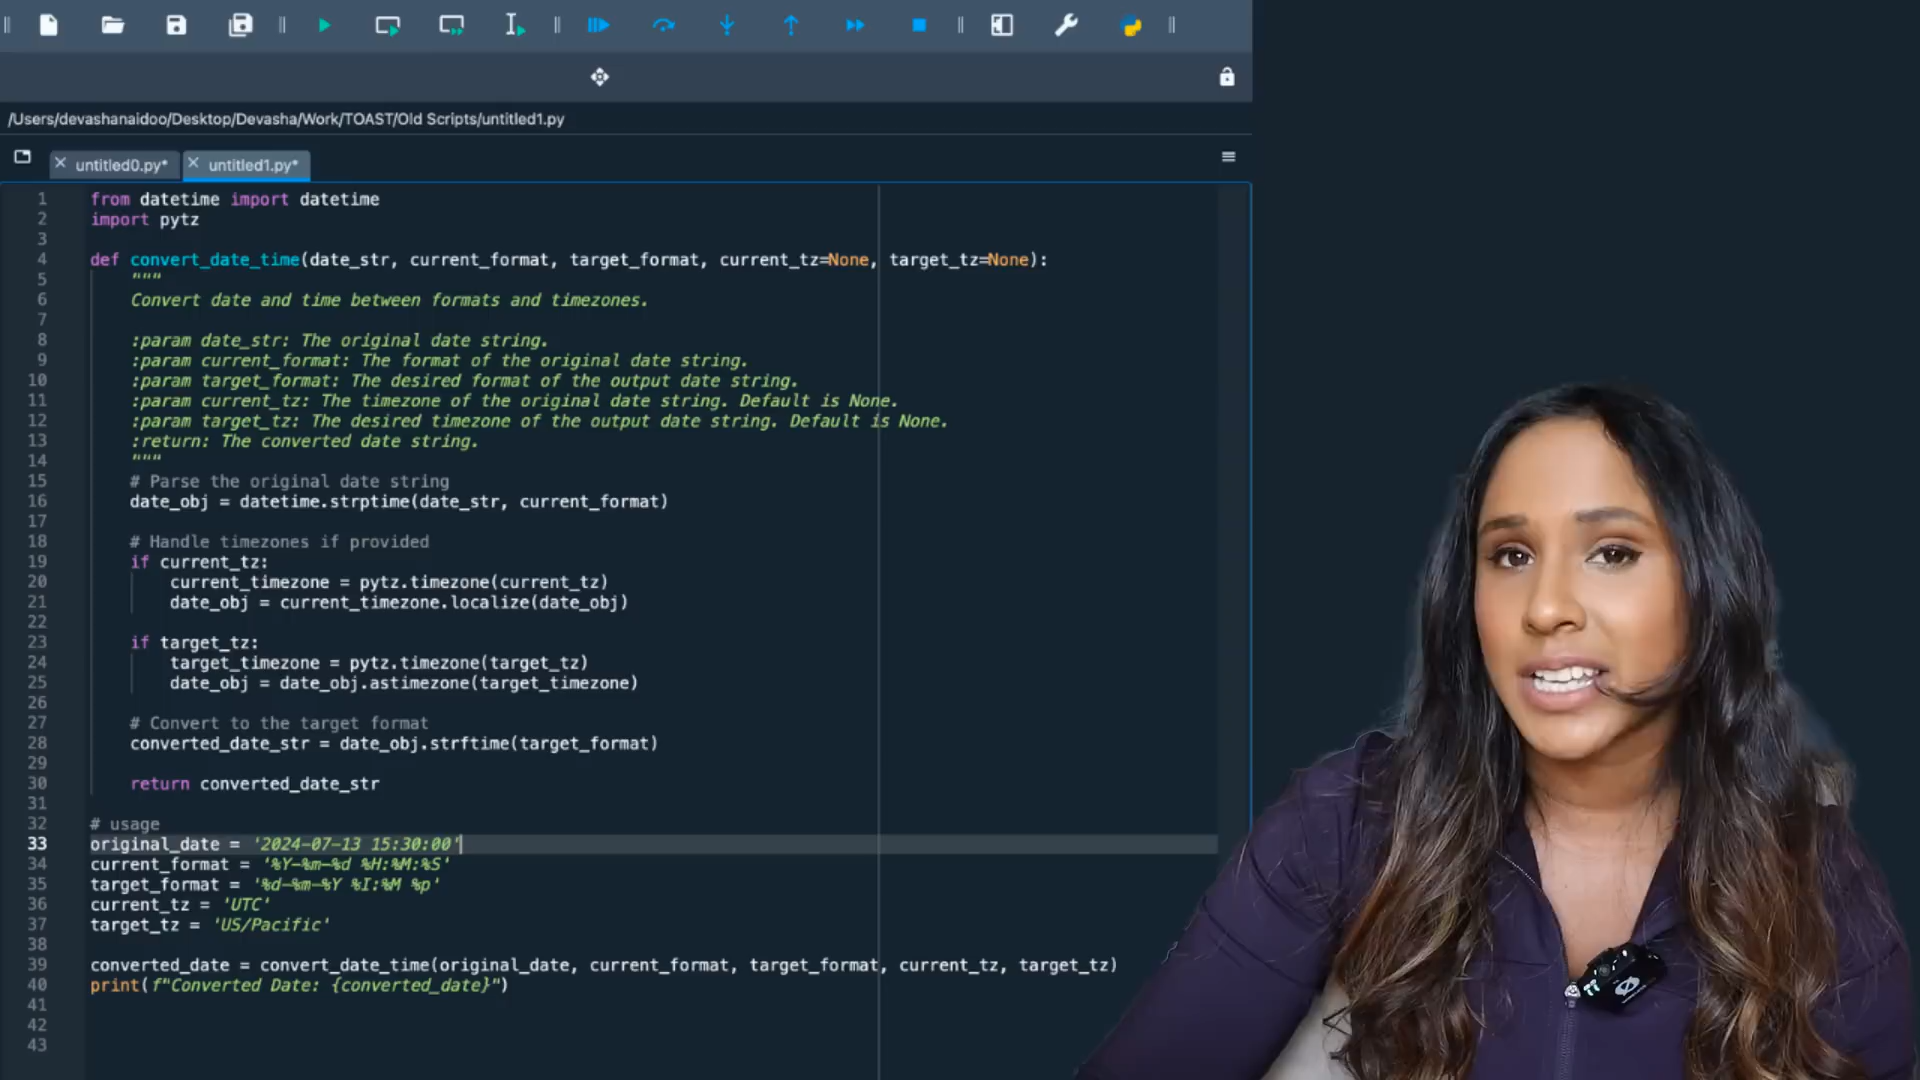 /Users/devashanaidoo/Desktop/Devasha/Work/TOAST/Old Scripts/untitled1.py
untitled0.py* untitled1.py*
1 from datetime import datetime
2 import pytz
3
4 def convert_date_time(date_str, current_format, target_format, current_tz=None, target_tz=None):
5 """
6 Convert date and time between formats and timezones.
7
8 :param date_str: The original date string.
9 :param current_format: The format of the original date string.
10 :param target_format: The desired format of the output date string.
11 :param current_tz: The timezone of the original date string. Default is None.
12 :param target_tz: The desired timezone of the output date string. Default is None.
13 :return: The converted date string.
14 """
15 # Parse the original date string
16 date_obj = datetime.strptime(date_str, current_format)
17
18 # Handle timezones if provided
19 if current_tz:
20 current_timezone = pytz.timezone(current_tz)
21 date_obj = current_timezone.localize(date_obj)
22
23 if target_tz:
24 target_timezone = pytz.timezone(target_tz)
25 date_obj = date_obj.astimezone(target_timezone)
26
27 # Convert to the target format
28 converted_date_str = date_obj.strftime(target_format)
29
30 return converted_date_str
31
32 # usage
33 original_date = '2024-07-13 15:30:00'
34 current_format = '%Y-%m-%d %H:%M:%S'
35 target_format = '%d-%m-%Y %I:%M %p'
36 current_tz = 'UTC'
37 target_tz = 'US/Pacific'
38
39 converted_date = convert_date_time(original_date, current_format, target_format, current_tz, target_tz)
40 print(f"Converted Date: {converted_date}")
41
42
43